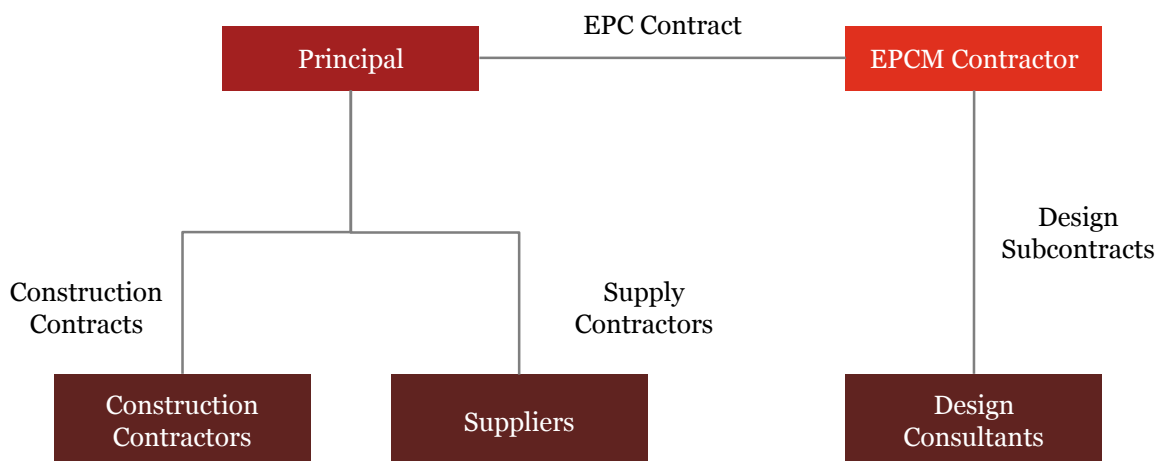 EPC Contract
Principal
EPCM Contractor
Design
Subcontracts
Construction
Contracts
Supply
Contractors
Construction
Contractors
Suppliers
Design
Consultants